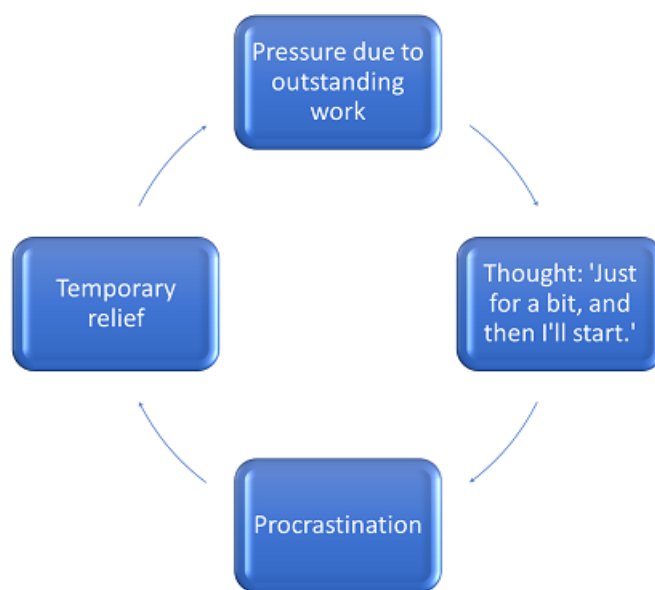 Pressure due to
outstanding
work
Thought: 'Just
for a bit, and
then I'll start.'
Procrastination
Temporary
relief